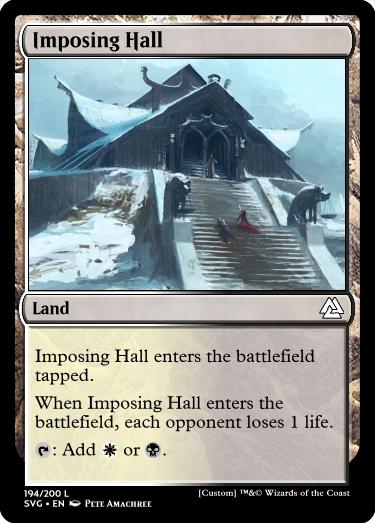 Imposing Hall
Land
Imposing Hall enters the battlefield
tapped.
When Imposing Hall enters the
battlefield, each opponent loses 1 life.
: Add or .
194/200 L
SVG • EN Pete Amachree
[Custom] ™&© Wizards of the Coast